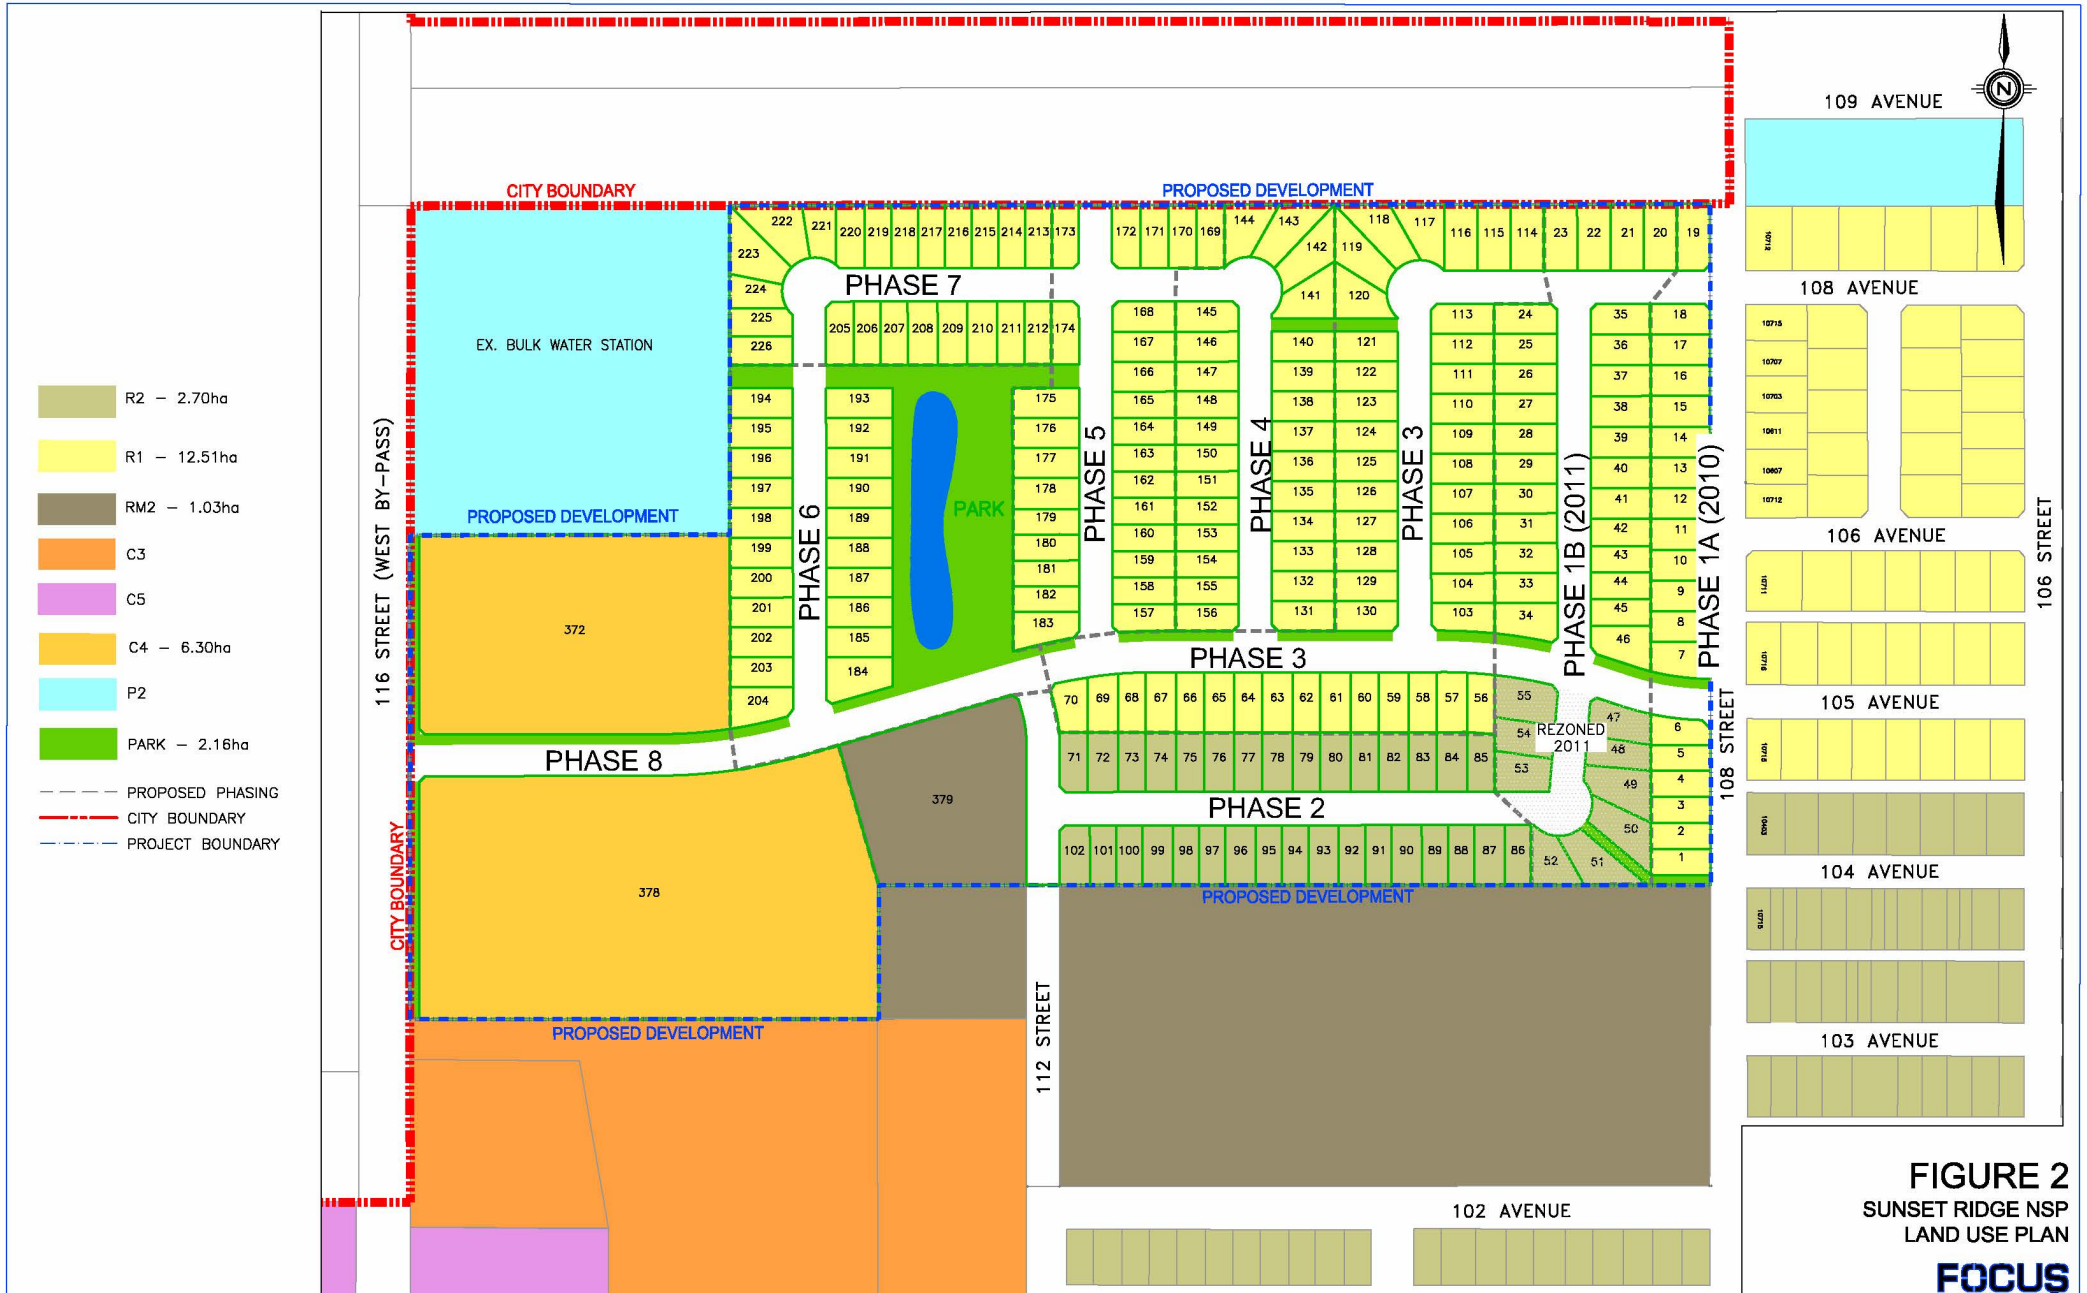 109 AVENUE
N
CITY BOUNDARY
PROPOSED DEVELOPMENT
222 221 220 219 218 217 216 215 214 213 173
172 171 170 169 144 143 142 119 118 117 116 115 114 23 22 21 20 19
223
224
225
226
PHASE 7
141 120
108 AVENUE
205 206 207 208 209 210 211 212 174
EX. BULK WATER STATION
168 145 113 24 35 18
167 146 140 121 112 25 36 17
166 147 139 122 111 26 37 16
165 148 138 123 110 27 38 15
164 149 137 124 109 28 39 14
163 150 136 125 108 29 40 13
162 151 135 126 107 30 41 12
161 152 134 127 106 31 42 11
160 153 133 128 105 32 43 10
159 154 132 129 104 33 44 9
158 155 131 130 103 34 45 8
157 156 46 7
10712
10715
10707
10703
10611
10607
10712
194 193 175
195 192 176
196 191 177
197 190 178
198 189 179
199 188 180
200 187 181
201 186 182
202 185 183
203 184
204
PARK
PHASE 6
PHASE 5
PHASE 4
PHASE 3
PHASE 1B (2011)
PHASE 1A (2010)
R2 – 2.70ha
R1 – 12.51ha
RM2 – 1.03ha
C3
C5
C4 – 6.30ha
P2
PARK – 2.16ha
PROPOSED PHASING
CITY BOUNDARY
PROJECT BOUNDARY
116 STREET (WEST BY-PASS)
PROPOSED DEVELOPMENT
372
106 AVENUE
106 STREET
10711
PHASE 3
105 AVENUE
108 STREET
70 69 68 67 66 65 64 63 62 61 60 59 58 57 56 55
54
53
REZONED
2011
47
48
49
50
6
5
4
3
2
1
10718
71 72 73 74 75 76 77 78 79 80 81 82 83 84 85
PHASE 8
379
PHASE 2
102 101 100 99 98 97 96 95 94 93 92 91 90 89 88 87 86 52 51
104 AVENUE
10715
CITY BOUNDARY
378
PROPOSED DEVELOPMENT
PROPOSED DEVELOPMENT
112 STREET
103 AVENUE
102 AVENUE
FIGURE 2
SUNSET RIDGE NSP
LAND USE PLAN
FOCUS